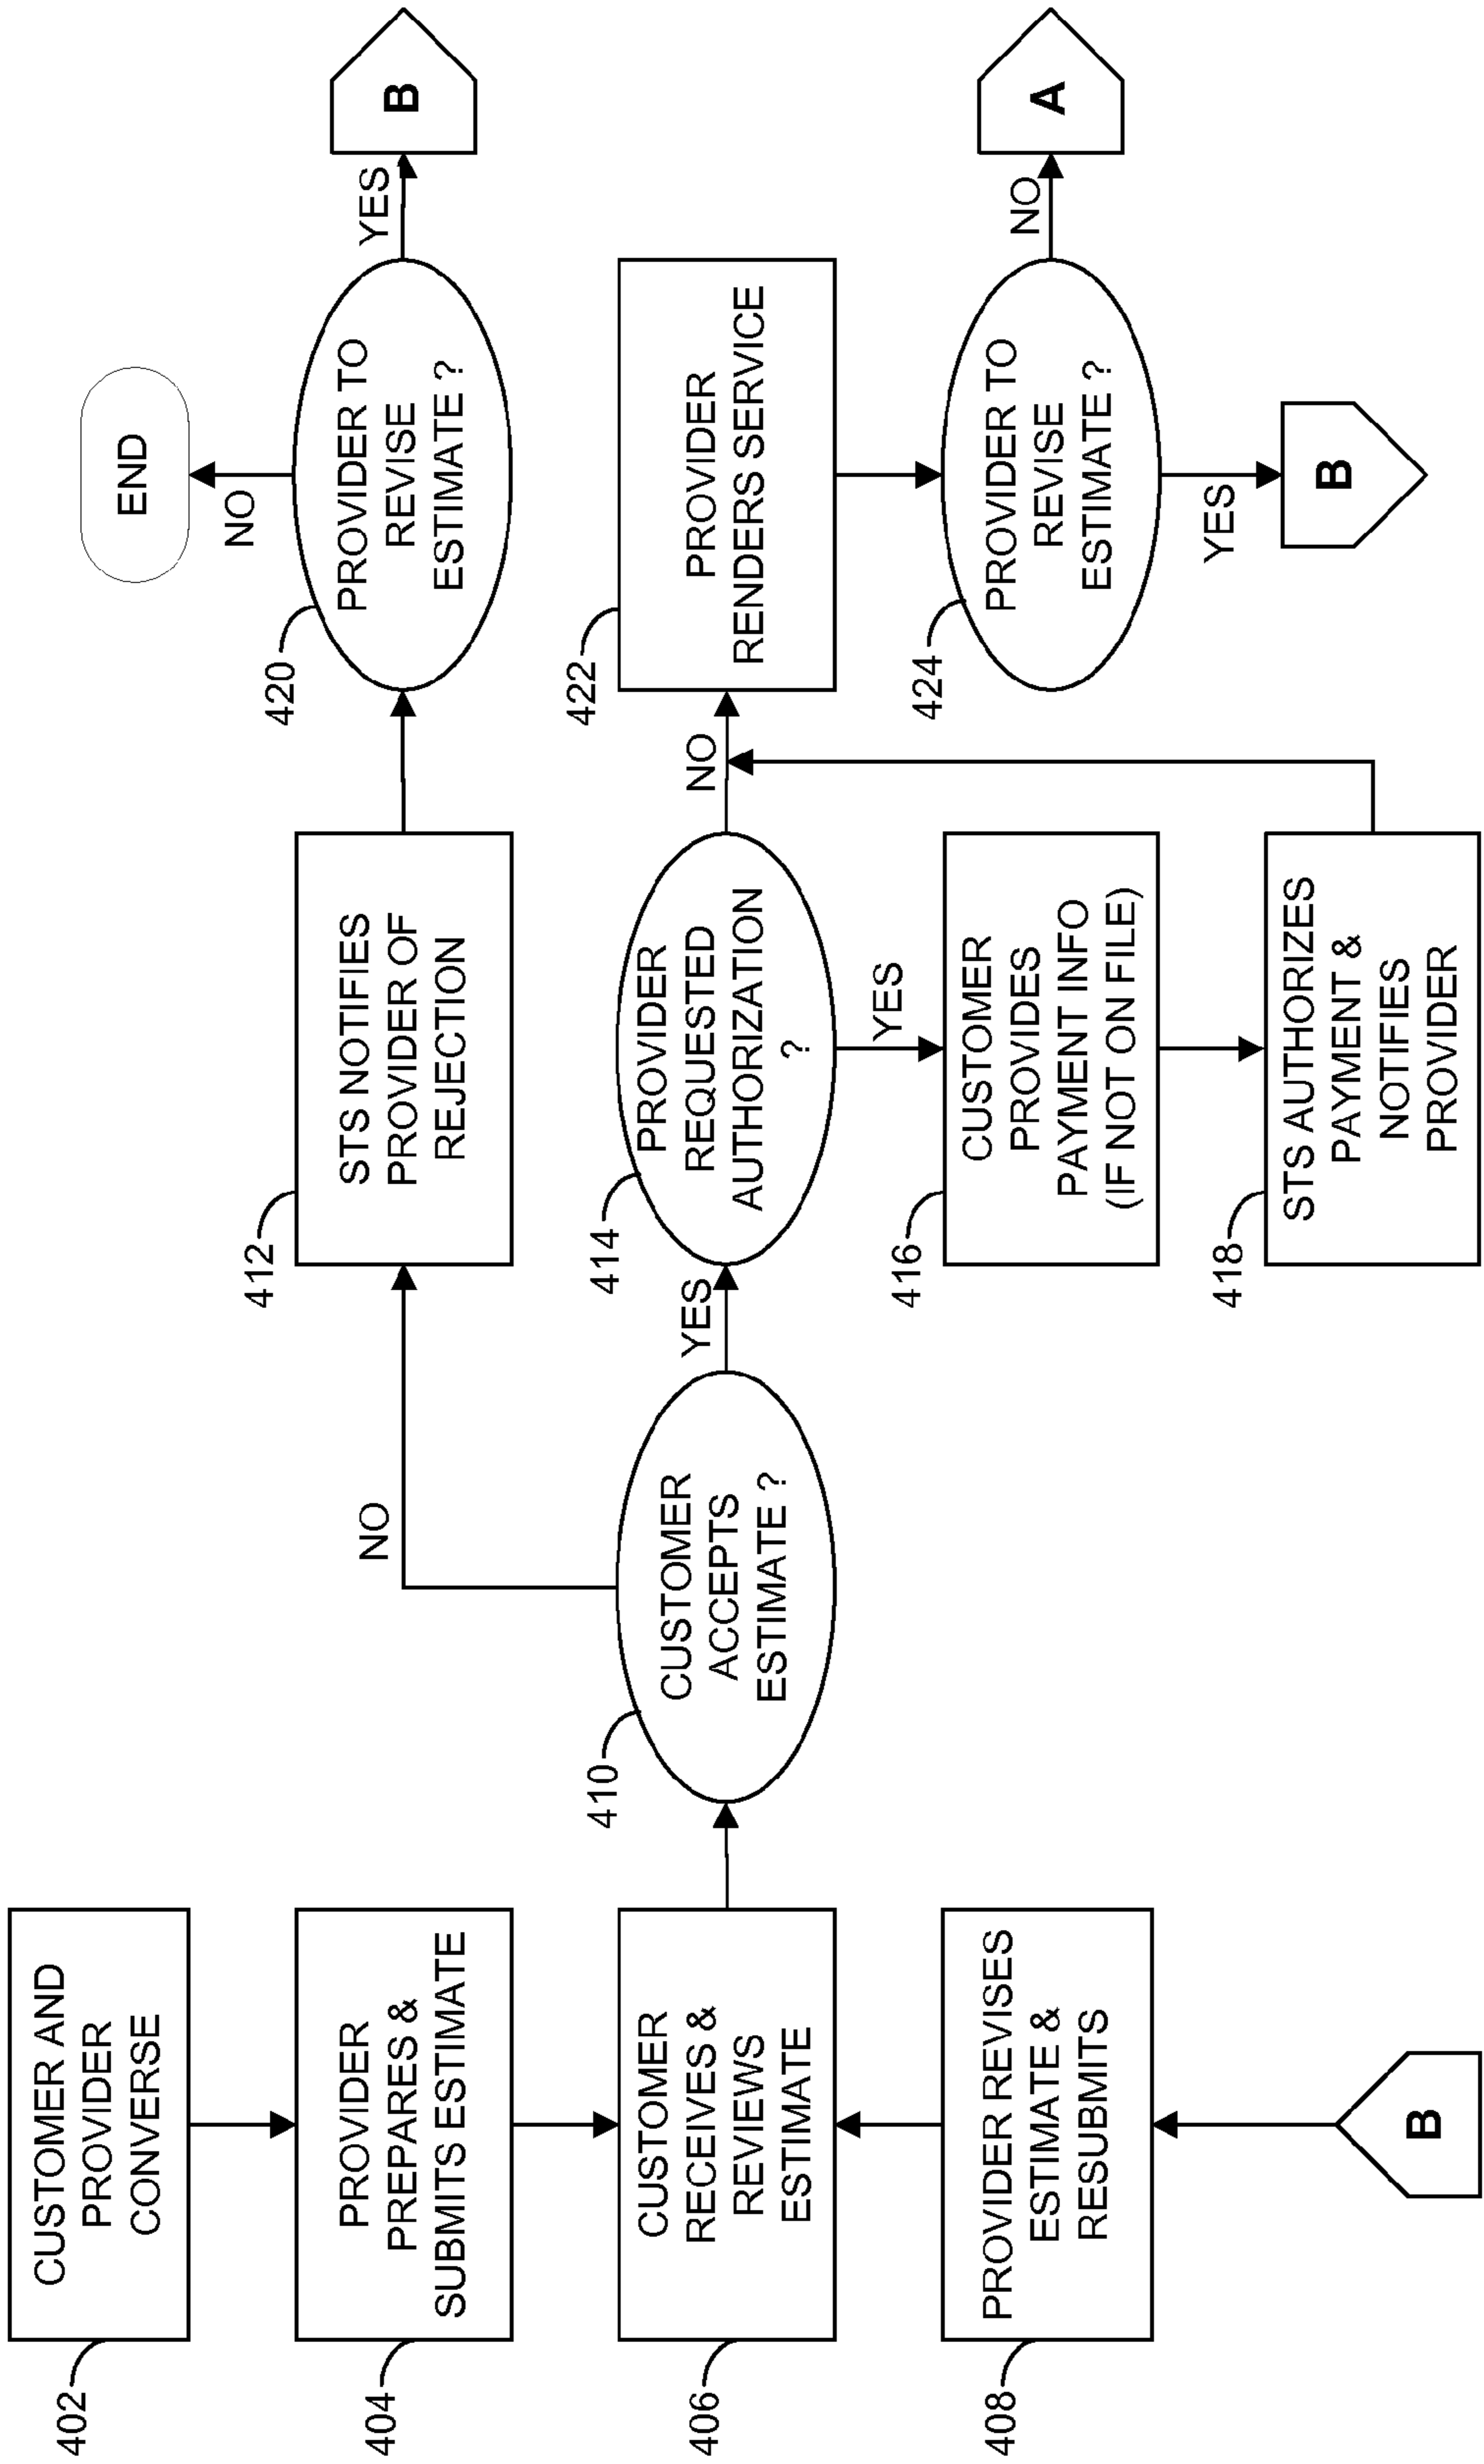 402
CUSTOMER AND
PROVIDER
CONVERSE
404
PROVIDER
PREPARES &
SUBMITS ESTIMATE
406
CUSTOMER
RECEIVES &
REVIEWS
ESTIMATE
408
PROVIDER REVISES
ESTIMATE &
RESUBMITS
B
410
CUSTOMER
ACCEPTS
ESTIMATE ?
NO
YES
412
STS NOTIFIES
PROVIDER OF
REJECTION
414
PROVIDER
REQUESTED
AUTHORIZATION
?
NO
YES
416
CUSTOMER
PROVIDES
PAYMENT INFO
(IF NOT ON FILE)
418
STS AUTHORIZES
PAYMENT &
NOTIFIES
PROVIDER
END
NO
420
PROVIDER TO
REVISE
ESTIMATE ?
YES
B
422
PROVIDER
RENDERS SERVICE
424
PROVIDER TO
REVISE
ESTIMATE ?
NO
A
YES
B